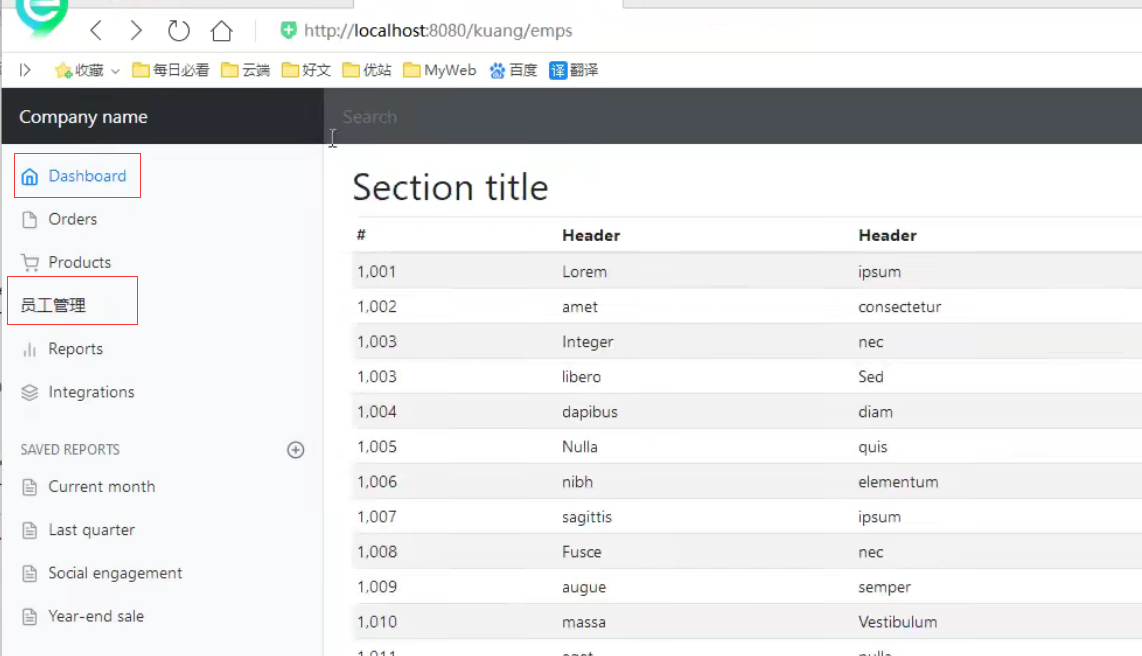 http://localhost:8080/kuang/emps
收藏 每日必看 云端 好文 优站 MyWeb 百度 译 翻译
Company name Search
Dashboard
Orders
Products
员工管理
Reports
Integrations
SAVED REPORTS
Current month
Last quarter
Social engagement
Year-end sale
Section title
# Header Header
1,001 Lorem ipsum
1,002 amet consectetur
1,003 Integer nec
1,003 libero Sed
1,004 dapibus diam
1,005 Nulla quis
1,006 nibh elementum
1,007 sagittis ipsum
1,008 Fusce nec
1,009 augue semper
1,010 massa Vestibulum